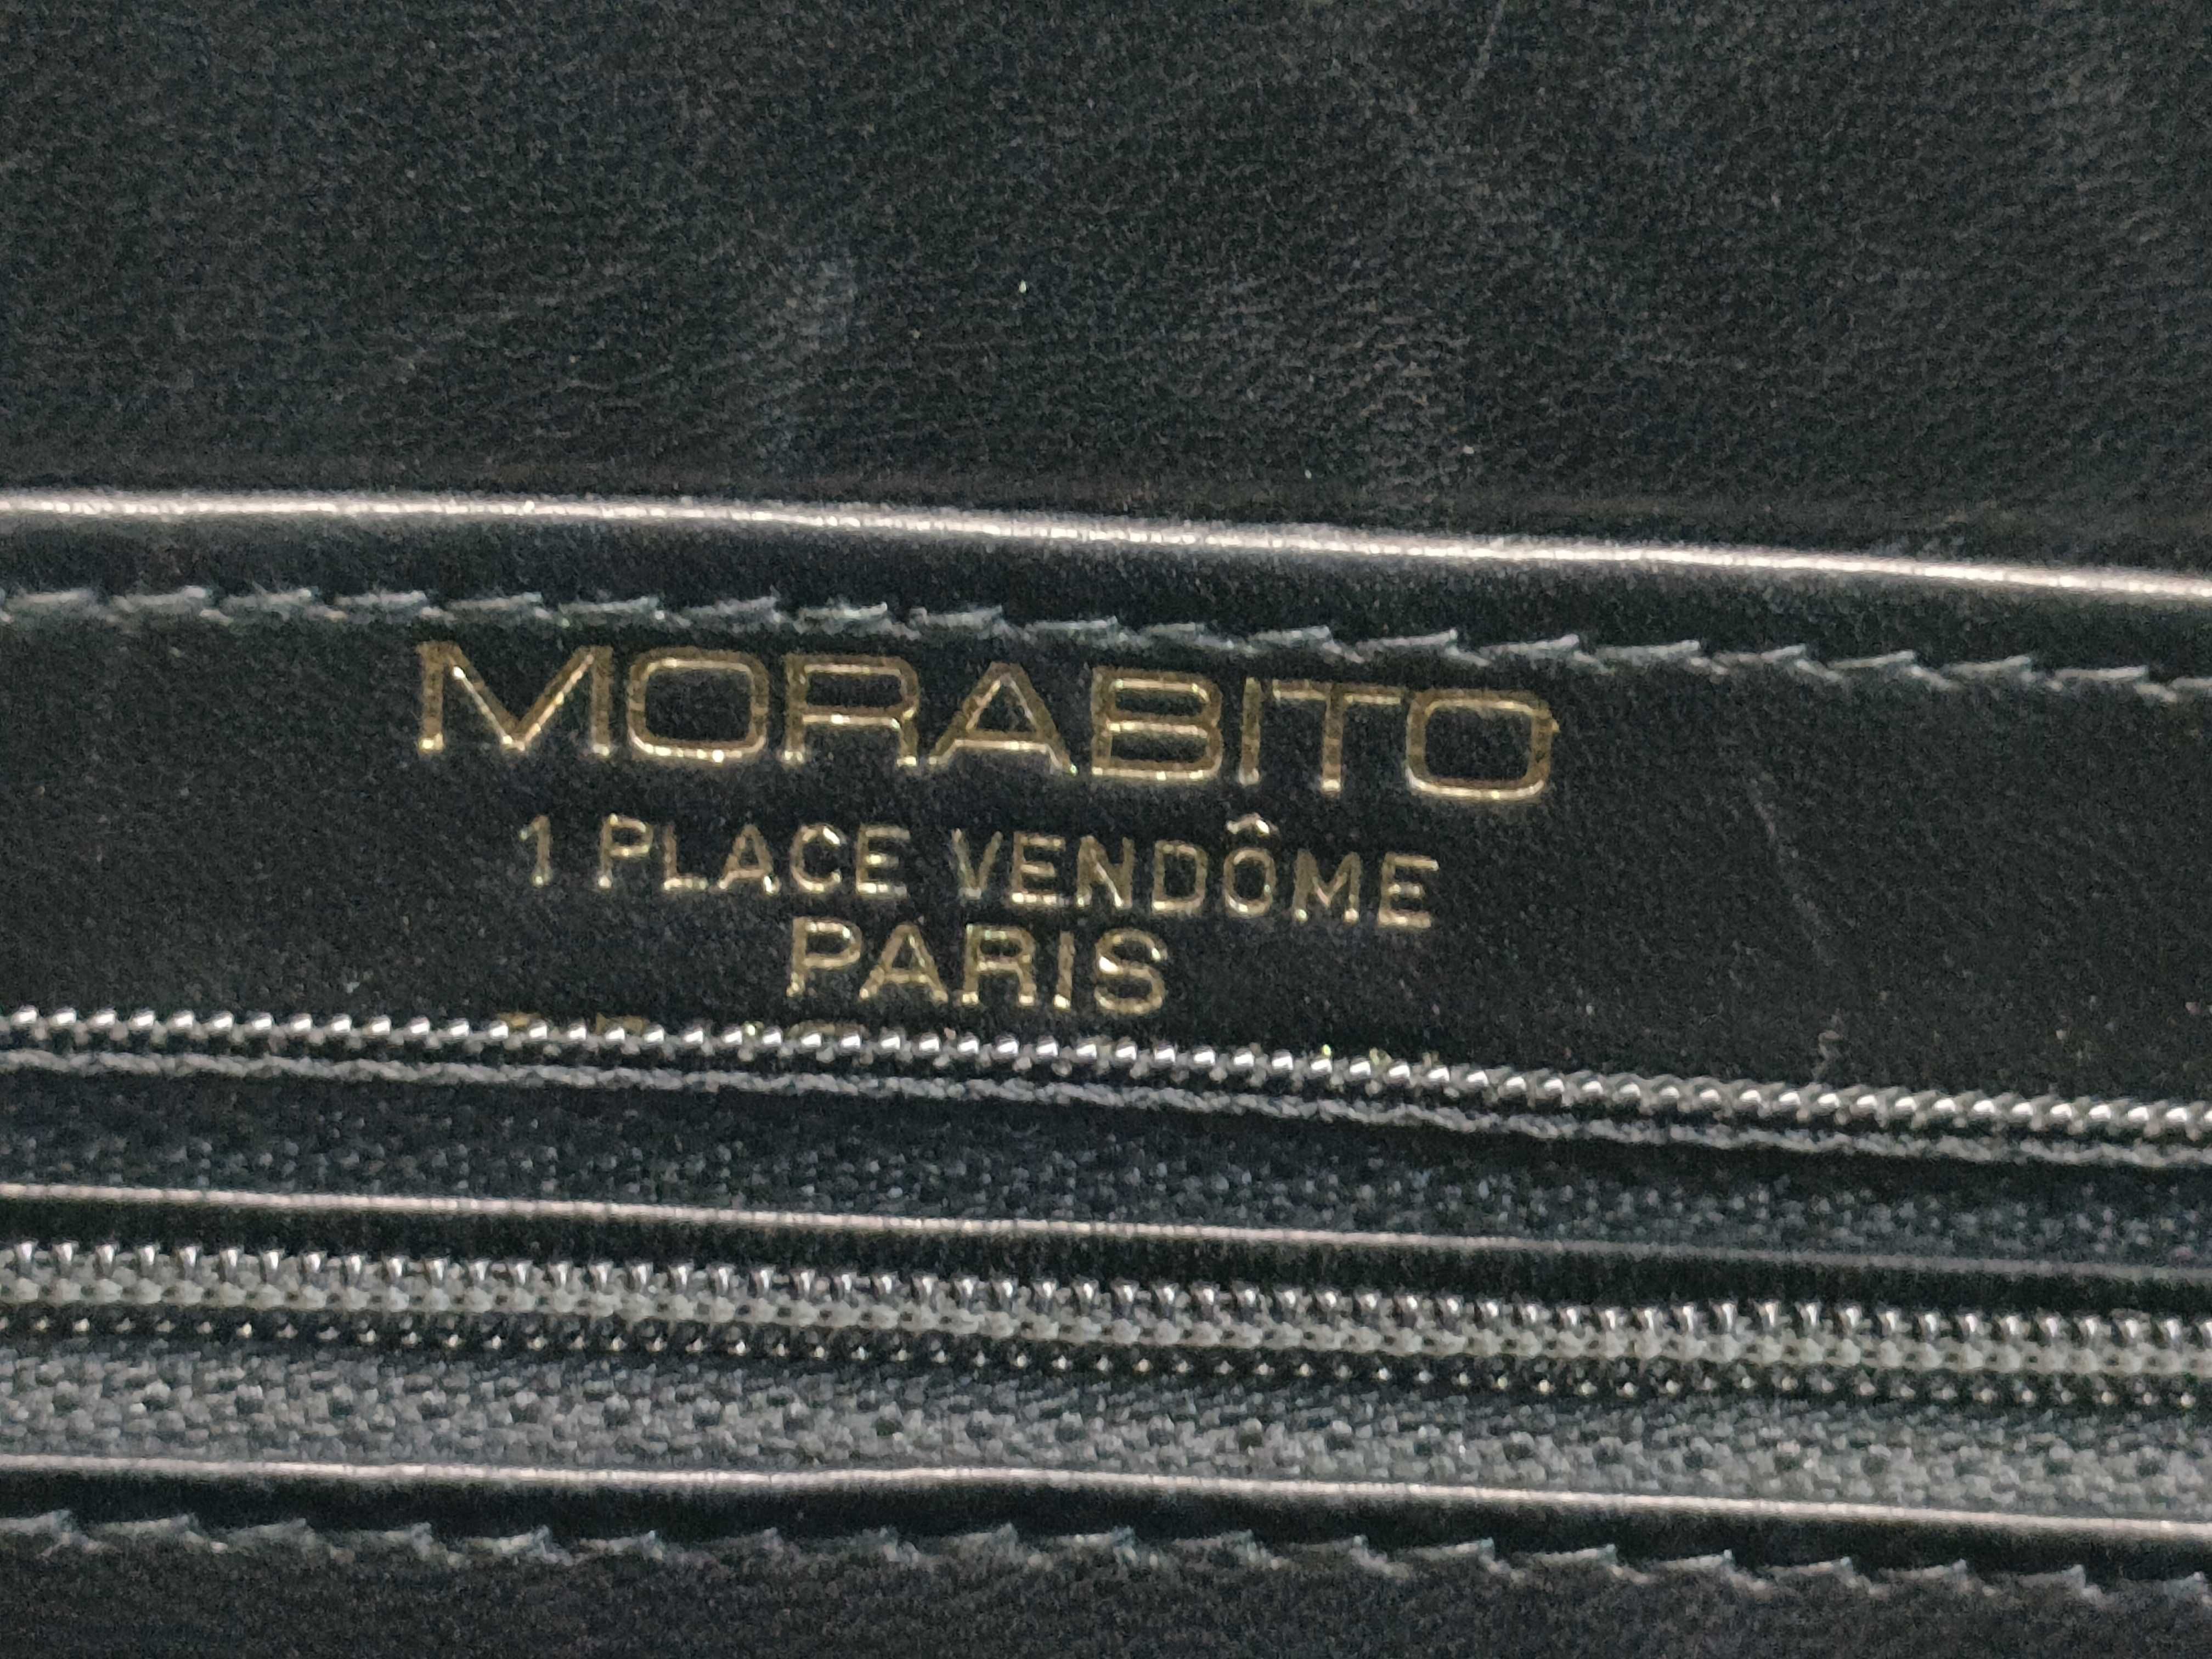 MORABITO
1 PLACE VENDÔME
PARIS